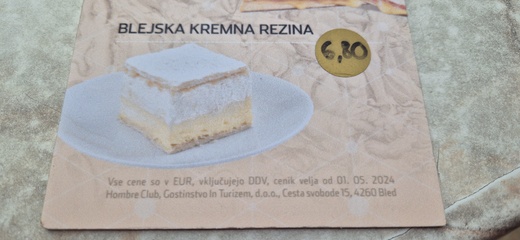 BLEJSKA KREMNA REZINA
6,80
Vse cene so v EUR, vključujejo DDV, cenik velja od 01. 05. 2024
Hombre Club, Gostinstvo In Turizem, d.o.o., Cesta svobode 15, 4260 Bled